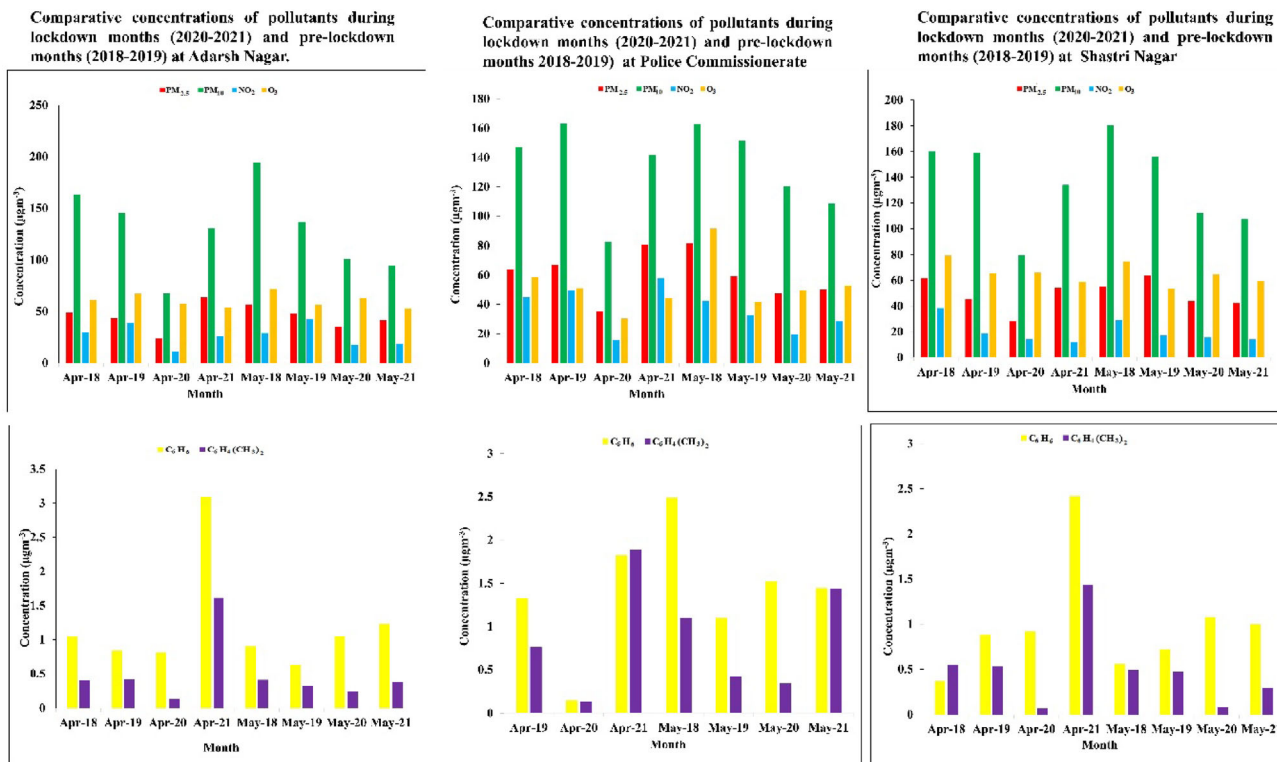 Comparative concentrations of pollutants during
lockdown months (2020-2021) and pre-lockdown
months (2018-2019) at Adarsh Nagar.
PM2.5 PM10 NO2 O3
250
200
150
100
50
0
Concentration (µgm-3)
Apr-18 Apr-19 Apr-20 Apr-21 May-18 May-19 May-20 May-21
Month
C6H6 C6H4(CH3)2
3.5
3
2.5
2
1.5
1
0.5
0
Concentration (µgm-3)
Apr-18 Apr-19 Apr-20 Apr-21 May-18 May-19 May-20 May-21
Month
Comparative concentrations of pollutants during
lockdown months (2020-2021) and pre-lockdown
months 2018-2019) at Police Commissionerate
PM2.5 PM10 NO2 O3
180
160
140
120
100
80
60
40
20
0
Concentration (µgm-3)
Apr-18 Apr-19 Apr-20 Apr-21 May-18 May-19 May-20 May-21
Month
C6H6 C6H4(CH3)2
3
2.5
2
1.5
1
0.5
0
Concentration (µgm-3)
Apr-19 Apr-20 Apr-21 May-18 May-19 May-20 May-21
Month
Comparative concentrations of pollutants during
lockdown months (2020-2021) and pre-lockdown
months (2018-2019) at Shastri Nagar
PM2.5 PM10 NO2 O3
200
180
160
140
120
100
80
60
40
20
0
Concentration (µgm-3)
Apr-18 Apr-19 Apr-20 Apr-21 May-18 May-19 May-20 May-21
Month
C6H6 C6H4(CH3)2
3
2.5
2
1.5
1
0.5
0
Concentration (µgm-3)
Apr-18 Apr-19 Apr-20 Apr-21 May-18 May-19 May-20 May-2
Month